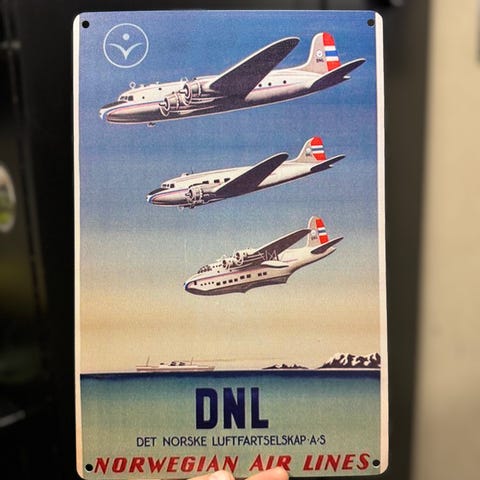 DNL
DET NORSKE LUFTFARTSELSKAP·A·S
NORWEGIAN AIR LINES